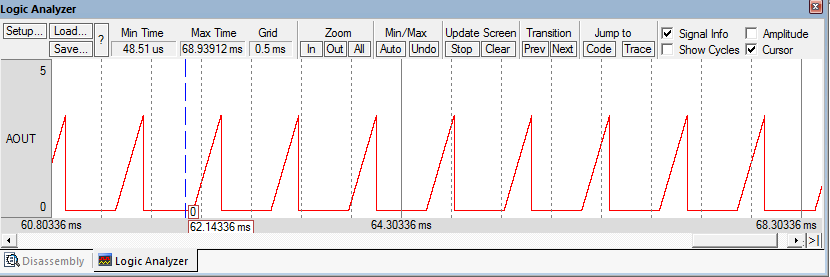 Logic Analyzer
Setup... Load... Min Time Max Time Grid Zoom Min/Max Update Screen Transition Jump to Signal Info Amplitude
Save... ? 48.51 us 68.93912 ms 0.5 ms In Out All Auto Undo Stop Clear Prev Next Code Trace Show Cycles Cursor
5
AOUT
0
0
60.80336 ms 62.14336 ms 64.30336 ms 68.30336 ms
Disassembly Logic Analyzer